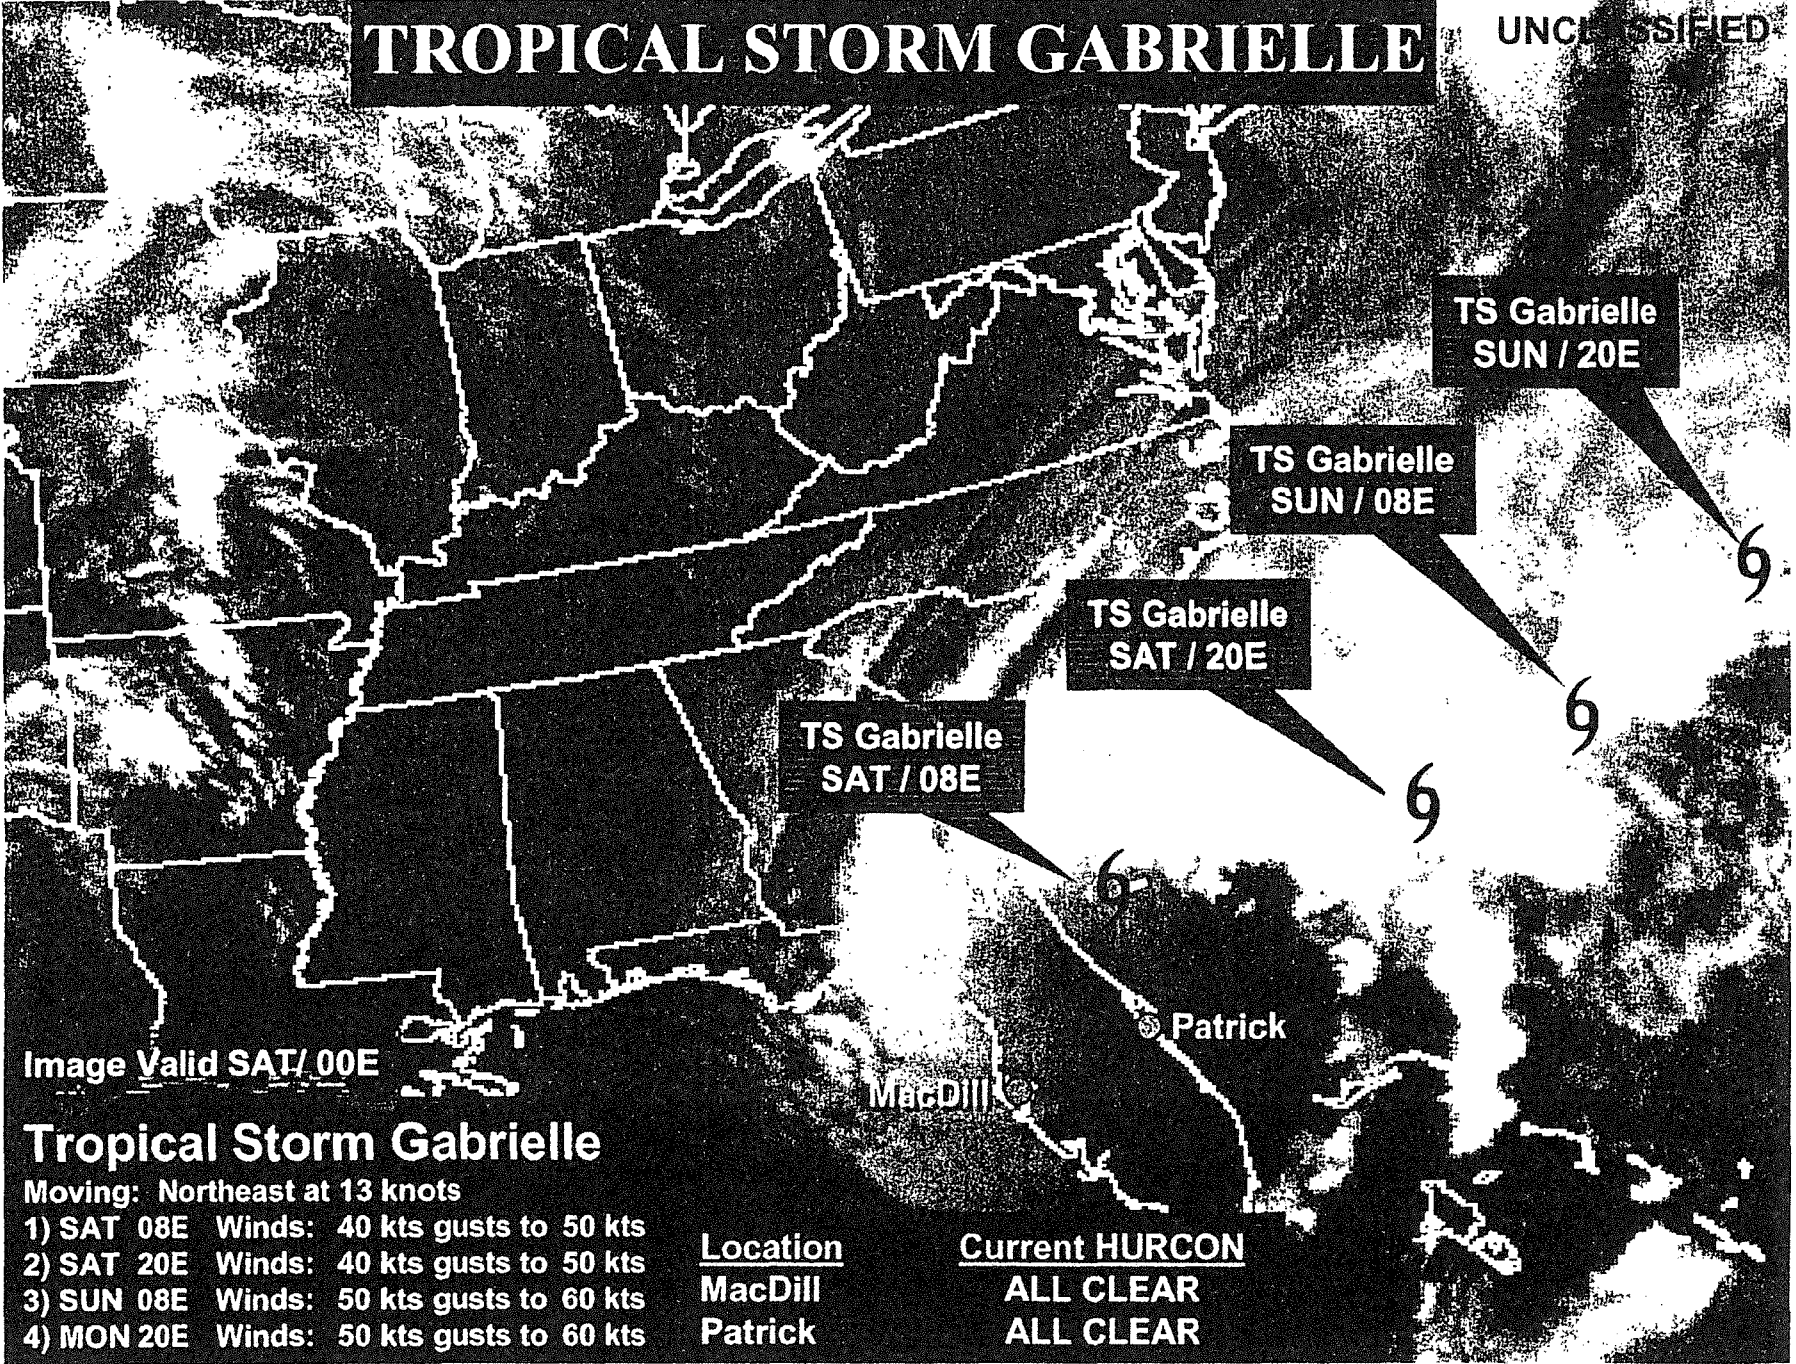 TROPICAL STORM GABRIELLE
UNCLASSIFIED
TS Gabrielle
SUN / 20E
TS Gabrielle
SUN / 08E
TS Gabrielle
SAT / 20E
TS Gabrielle
SAT / 08E
Patrick
MacDill
Image Valid SAT/ 00E
Tropical Storm Gabrielle
Moving: Northeast at 13 knots
1) SAT 08E Winds: 40 kts gusts to 50 kts
2) SAT 20E Winds: 40 kts gusts to 50 kts
3) SUN 08E Winds: 50 kts gusts to 60 kts
4) MON 20E Winds: 50 kts gusts to 60 kts
Location Current HURCON
MacDill ALL CLEAR
Patrick ALL CLEAR